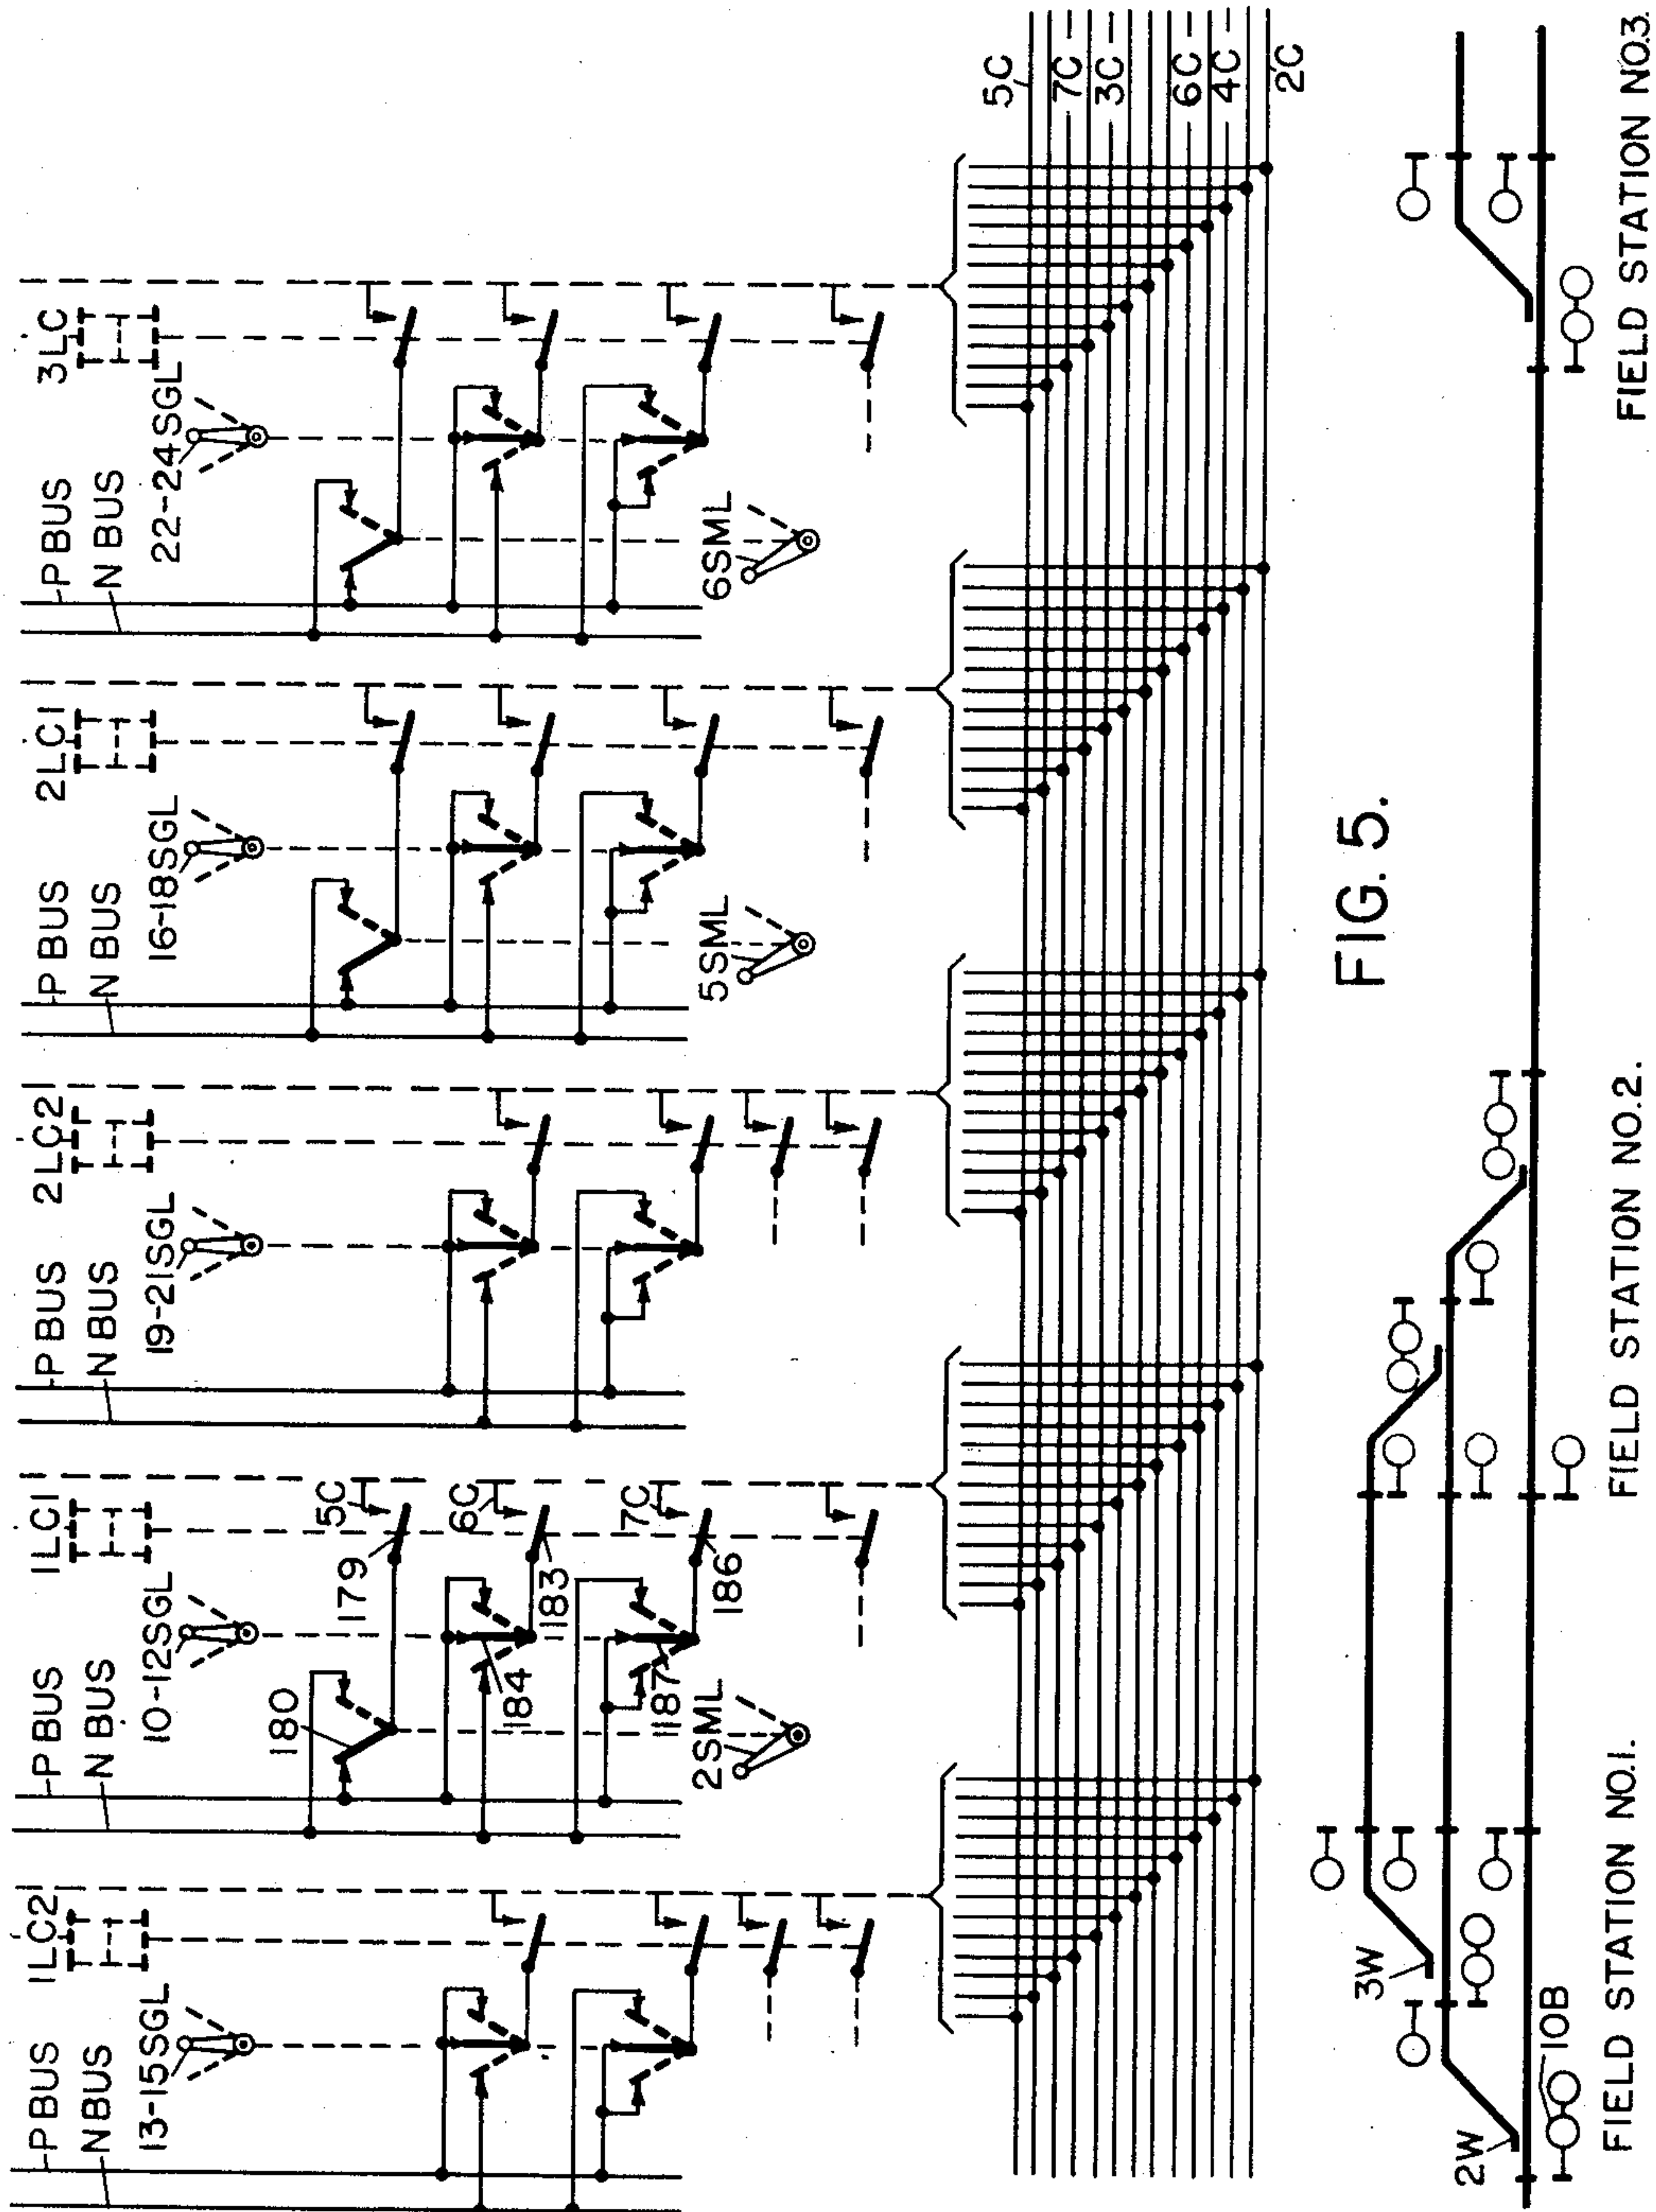 P BUS
N BUS
13-15SGL
1LC2
P BUS
N BUS
10-12SGL
1LC1
180
179
5C
184
183
6C
187
186
7C
2SML
P BUS
N BUS
19-21SGL
2LC2
P BUS
N BUS
16-18SGL
2LC1
5SML
P BUS
N BUS
22-24SGL
3LC
6SML
5C
7C
3C
6C
4C
2C
FIG. 5.
2W
3W
10B
FIELD STATION NO.1.
FIELD STATION NO.2.
FIELD STATION NO.3.